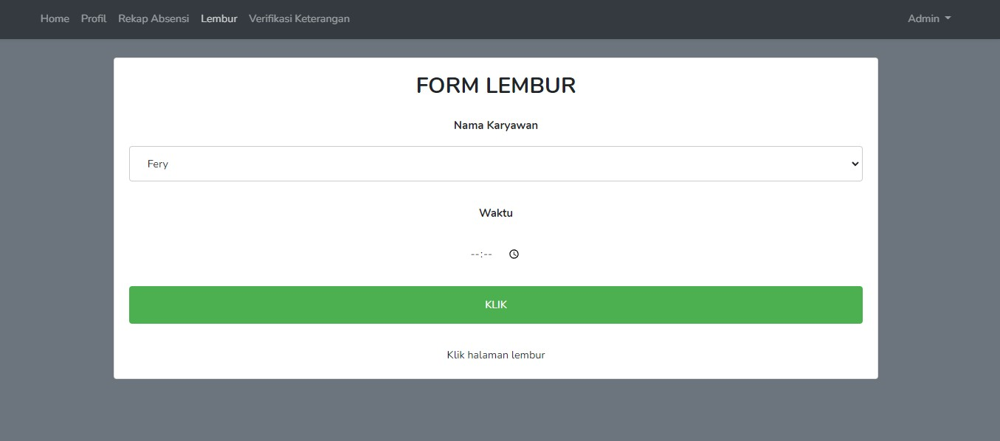 Home Profil Rekap Absensi Lembur Verifikasi Keterangan Admin
FORM LEMBUR
Nama Karyawan
Fery
Waktu
--:--
KLIK
Klik halaman lembur